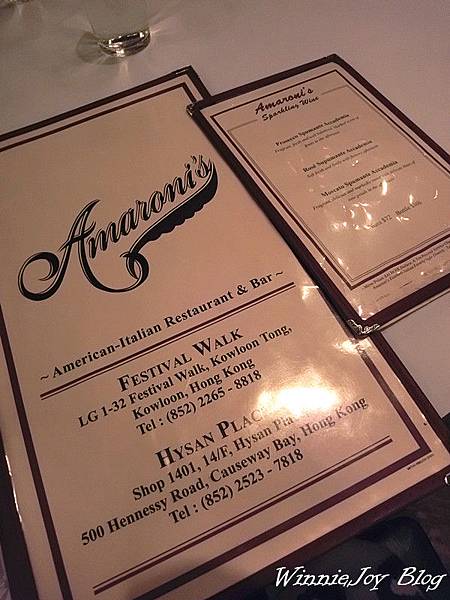 Amaroni's
~ American-Italian Restaurant & Bar ~
FESTIVAL WALK
LG 1-32 Festival Walk, Kowloon Tong,
Kowloon, Hong Kong
Tel : (852) 2265 - 8818
HYSAN PLAC
Shop 1401, 14/F, Hysan Pla
500 Hennessy Road, Causeway Bay, Hong Kong
Tel : (852) 2523 - 7818
Amaroni's
Sparkling Wine
Prosecco Spumante Accademia
Rosé Spumante Accademia
Moscato Spumante Accademia
WinnieJoy Blog